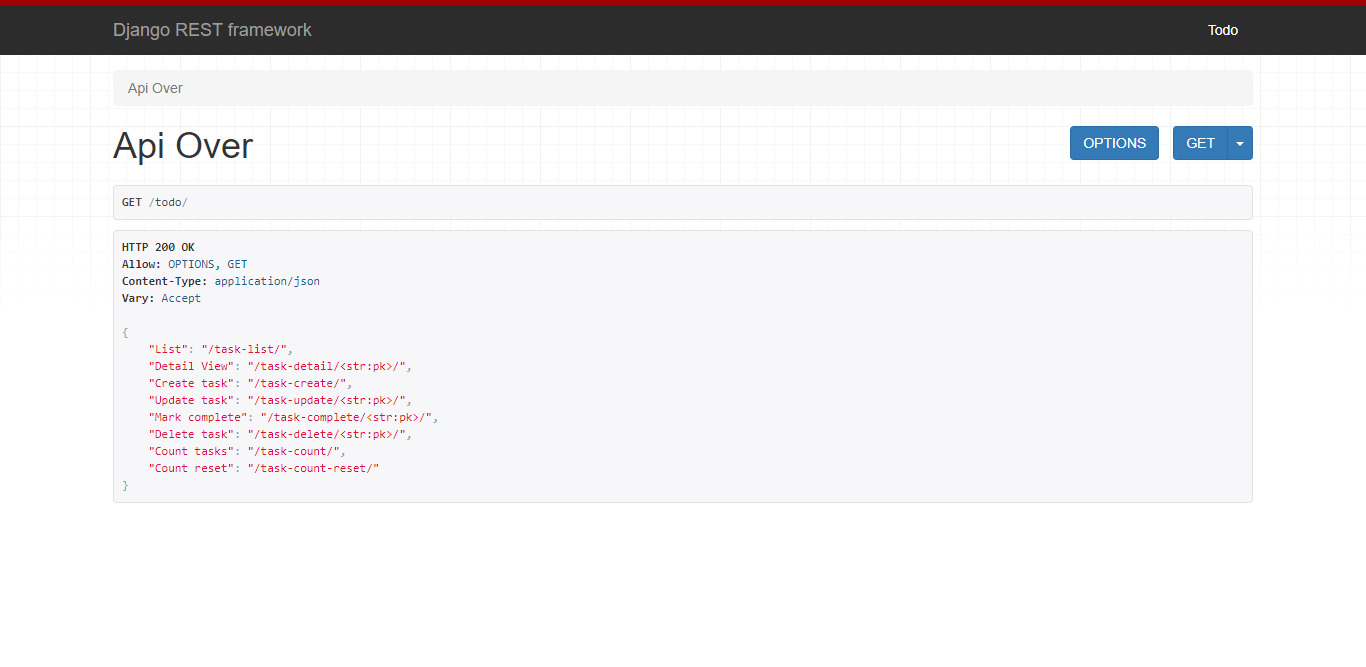 Django REST framework Todo
Api Over
Api Over OPTIONS GET
GET /todo/
HTTP 200 OK
Allow: OPTIONS, GET
Content-Type: application/json
Vary: Accept
{
"List": "/task-list/",
"Detail View": "/task-detail/<str:pk>/",
"Create task": "/task-create/",
"Update task": "/task-update/<str:pk>/",
"Mark complete": "/task-complete/<str:pk>/",
"Delete task": "/task-delete/<str:pk>/",
"Count tasks": "/task-count/",
"Count reset": "/task-count-reset/"
}